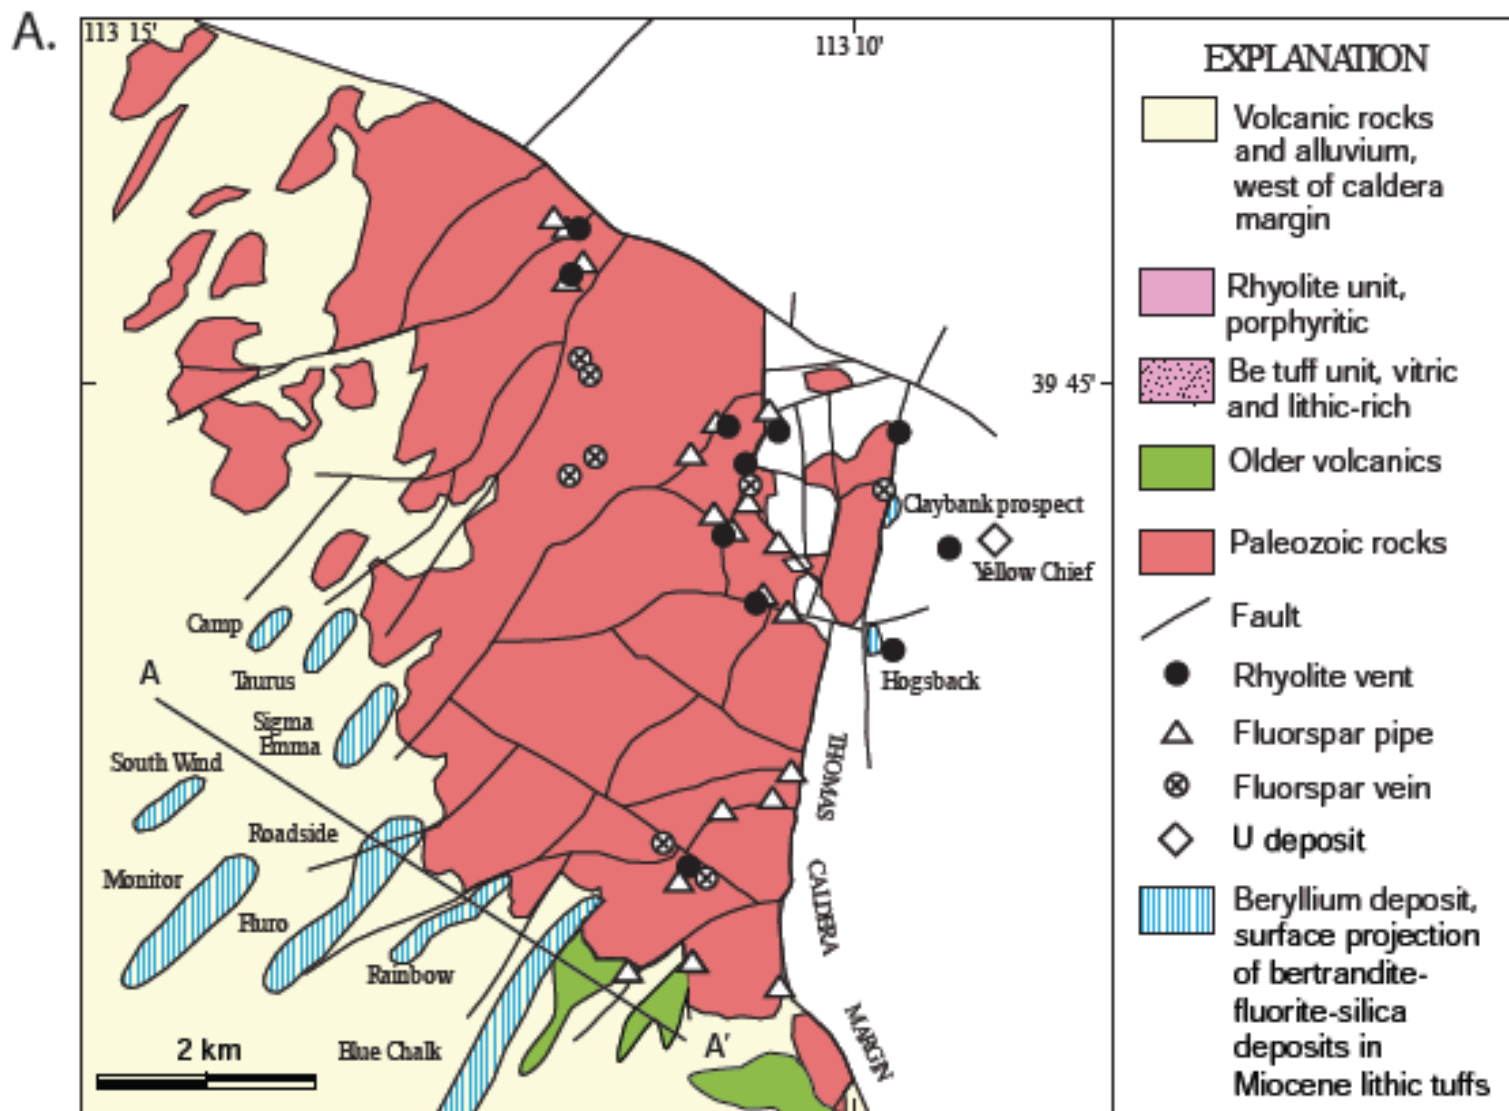 A.
113 15'
113 10'
39 45'
Claybank prospect
Yellow Chief
Hogsback
Camp
Taurus
A
Sigma
Emma
South Wind
Roadside
Monitor
Fluro
Rainbow
Blue Chalk
A'
THOMAS
CALDERA
MARGIN
2 km
EXPLANATION
Volcanic rocks
and alluvium,
west of caldera
margin
Rhyolite unit,
porphyritic
Be tuff unit, vitric
and lithic-rich
Older volcanics
Paleozoic rocks
Fault
Rhyolite vent
Fluorspar pipe
Fluorspar vein
U deposit
Beryllium deposit,
surface projection
of bertrandite-
fluorite-silica
deposits in
Miocene lithic tuffs